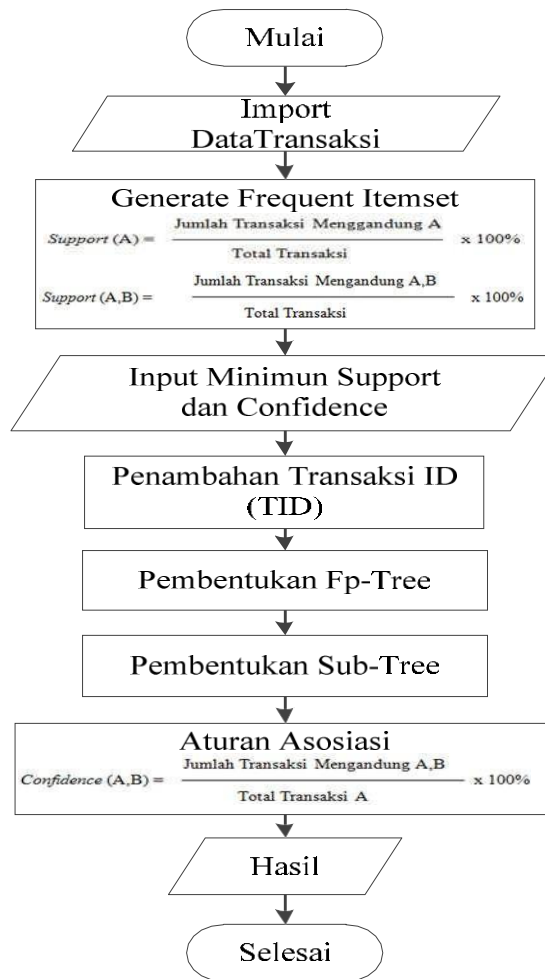 Mulai
Import
DataTransaksi
Generate Frequent Itemset
Jumlah Transaksi Menggandung A
Support (A) = x 100%
Total Transaksi
Jumlah Transaksi Mengandung A,B
Support (A,B) = x 100%
Total Transaksi
Input Minimun Support
dan Confidence
Penambahan Transaksi ID
(TID)
Pembentukan Fp-Tree
Pembentukan Sub-Tree
Aturan Asosiasi
Jumlah Transaksi Mengandung A,B
Confidence (A,B) = x 100%
Total Transaksi A
Hasil
Selesai